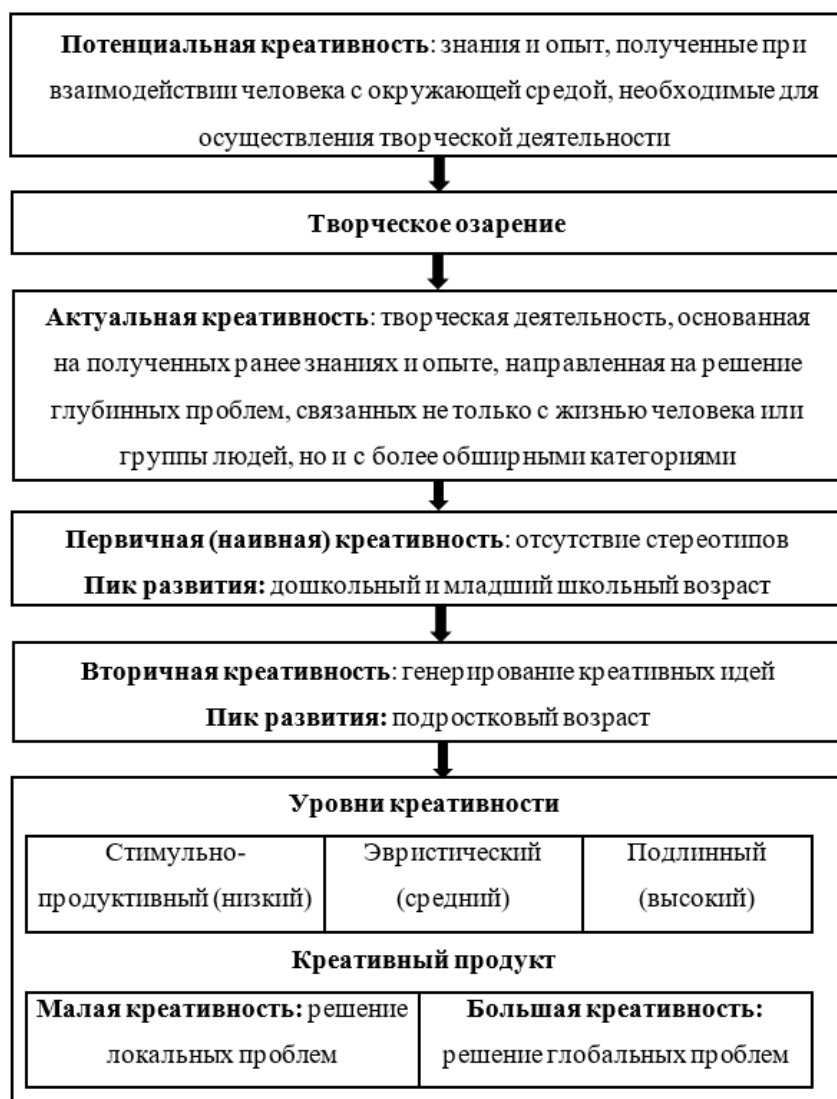 Потенциальная креативность: знания и опыт, полученные при
взаимодействии человека с окружающей средой, необходимые для
осуществления творческой деятельности
Творческое озарение
Актуальная креативность: творческая деятельность, основанная
на полученных ранее знаниях и опыте, направленная на решение
глубинных проблем, связанных не только с жизнью человека или
группы людей, но и с более обширными категориями
Первичная (наивная) креативность: отсутствие стереотипов
Пик развития: дошкольный и младший школьный возраст
Вторичная креативность: генерирование креативных идей
Пик развития: подростковый возраст
Уровни креативности
Стимульно-
продуктивный (низкий)
Эвристический
(средний)
Подлинный
(высокий)
Креативный продукт
Малая креативность: решение
локальных проблем
Большая креативность:
решение глобальных проблем